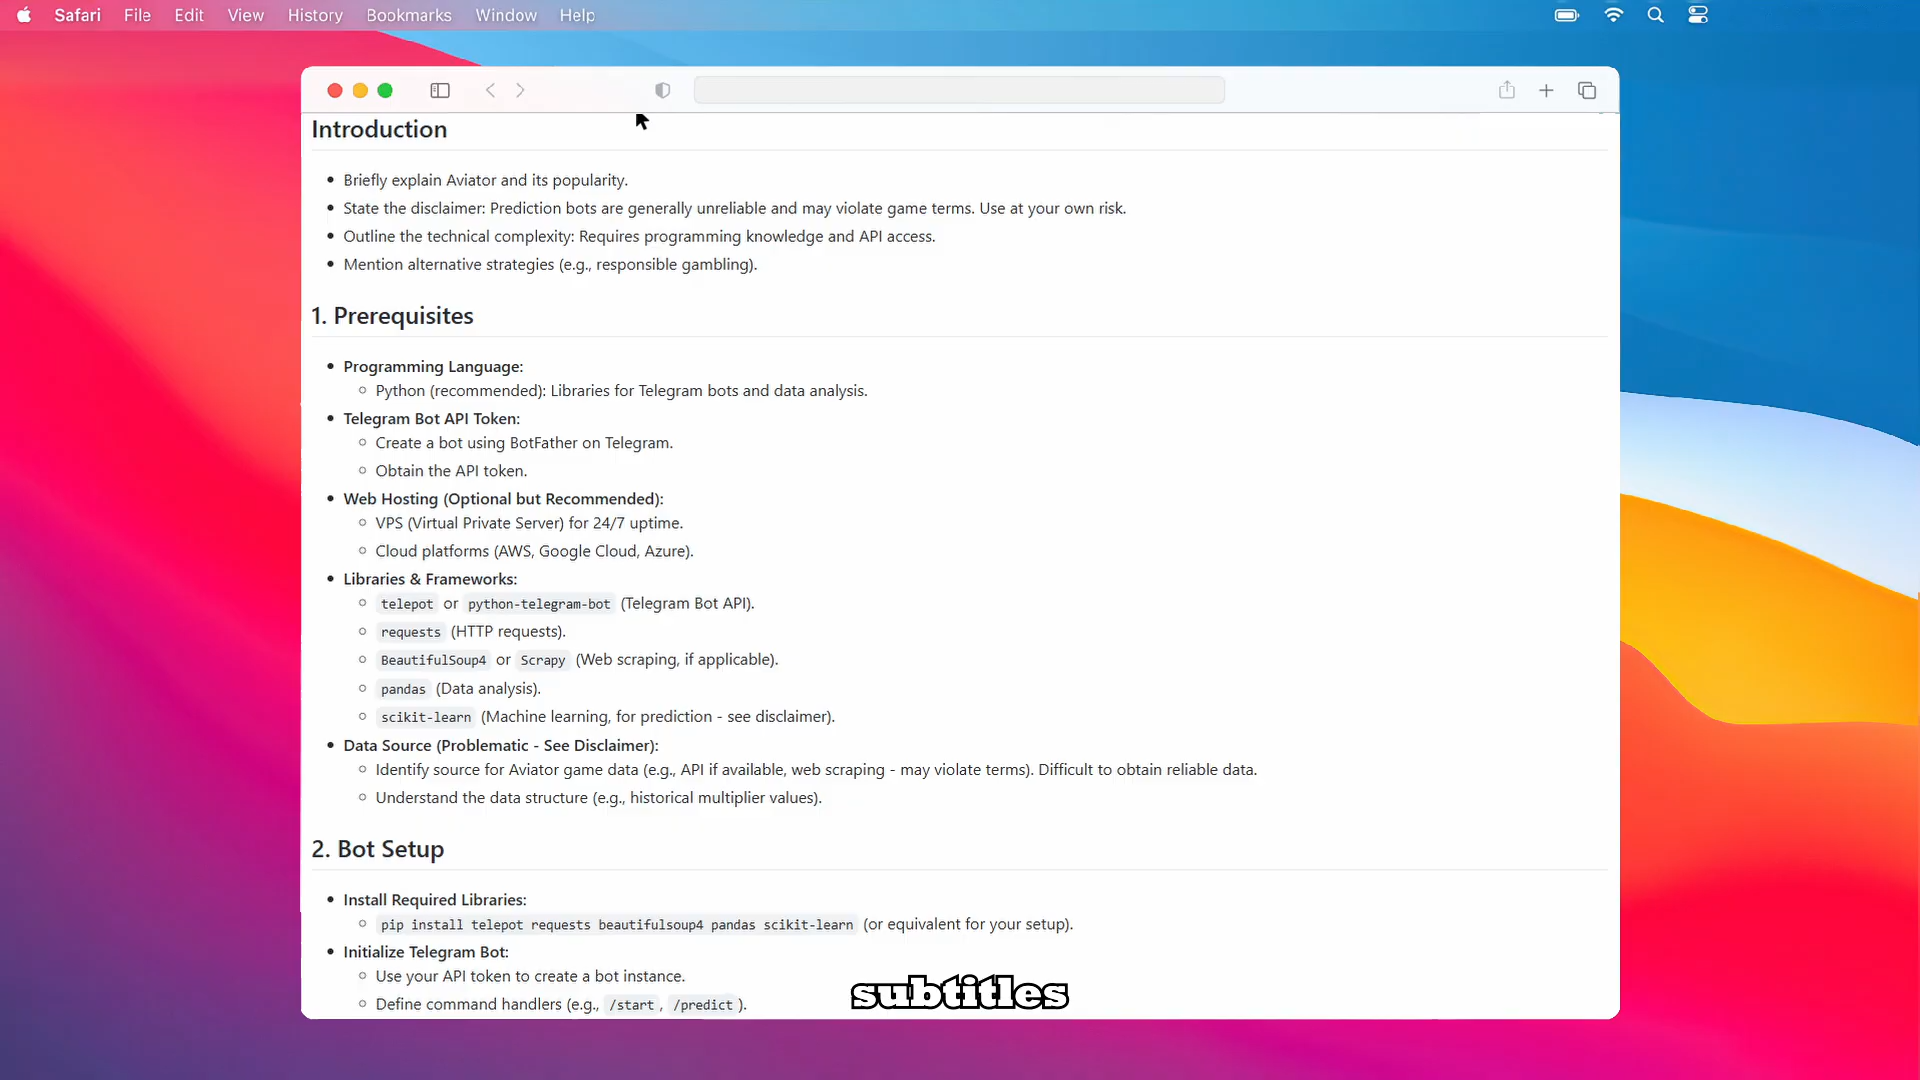 Safari File Edit View History Bookmarks Window Help
Introduction
Briefly explain Aviator and its popularity.
State the disclaimer: Prediction bots are generally unreliable and may violate game terms. Use at your own risk.
Outline the technical complexity: Requires programming knowledge and API access.
Mention alternative strategies (e.g., responsible gambling).
1. Prerequisites
Programming Language:
Python (recommended): Libraries for Telegram bots and data analysis.
Telegram Bot API Token:
Create a bot using BotFather on Telegram.
Obtain the API token.
Web Hosting (Optional but Recommended):
VPS (Virtual Private Server) for 24/7 uptime.
Cloud platforms (AWS, Google Cloud, Azure).
Libraries & Frameworks:
telepot or python-telegram-bot (Telegram Bot API).
requests (HTTP requests).
BeautifulSoup4 or Scrapy (Web scraping, if applicable).
pandas (Data analysis).
scikit-learn (Machine learning, for prediction - see disclaimer).
Data Source (Problematic - See Disclaimer):
Identify source for Aviator game data (e.g., API if available, web scraping - may violate terms). Difficult to obtain reliable data.
Understand the data structure (e.g., historical multiplier values).
2. Bot Setup
Install Required Libraries:
pip install telepot requests beautifulsoup4 pandas scikit-learn (or equivalent for your setup).
Initialize Telegram Bot:
Use your API token to create a bot instance.
Define command handlers (e.g., /start, /predict).
subtitles